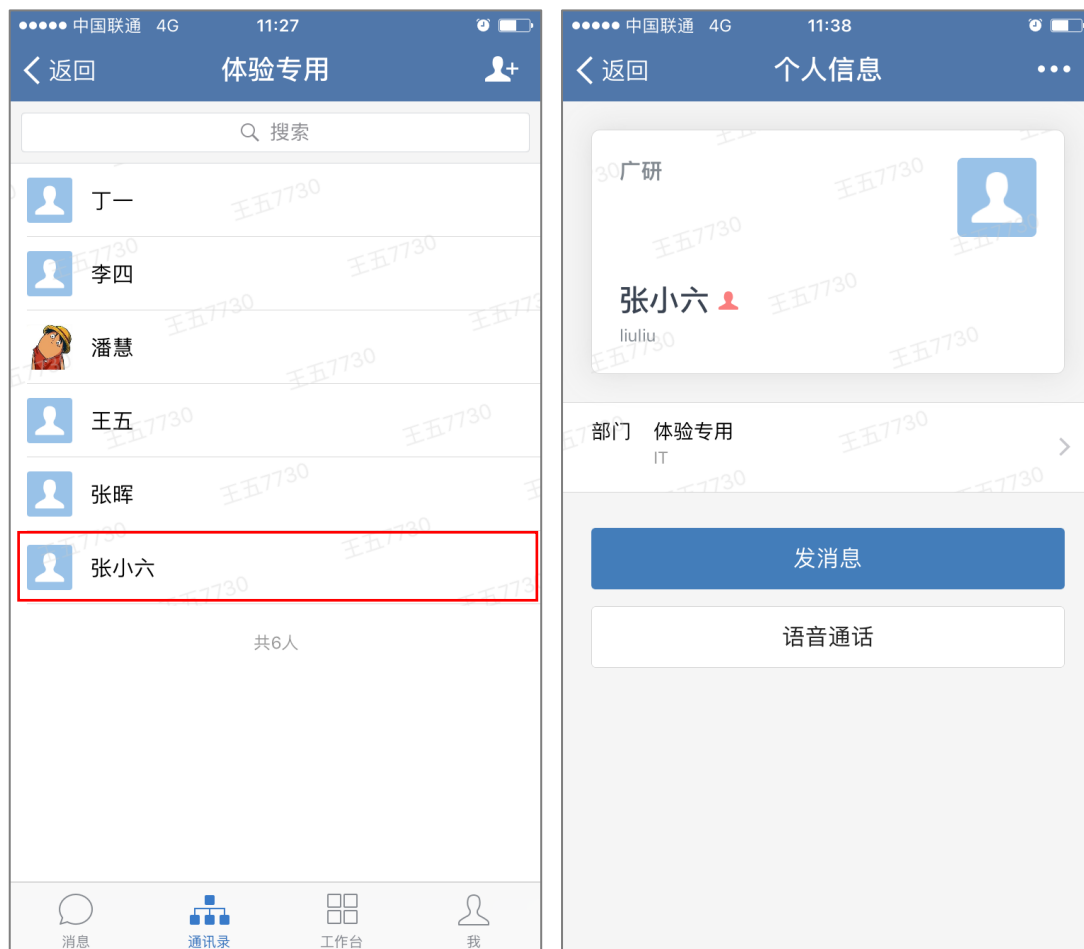 中国联通 4G 11:27
返回 体验专用
搜索
丁一
李四
潘慧
王五
张晖
张小六
共6人
消息 通讯录 工作台 我
中国联通 4G 11:38
返回 个人信息
广研
张小六
liuliu
部门 体验专用
IT
发消息
语音通话
王五7730